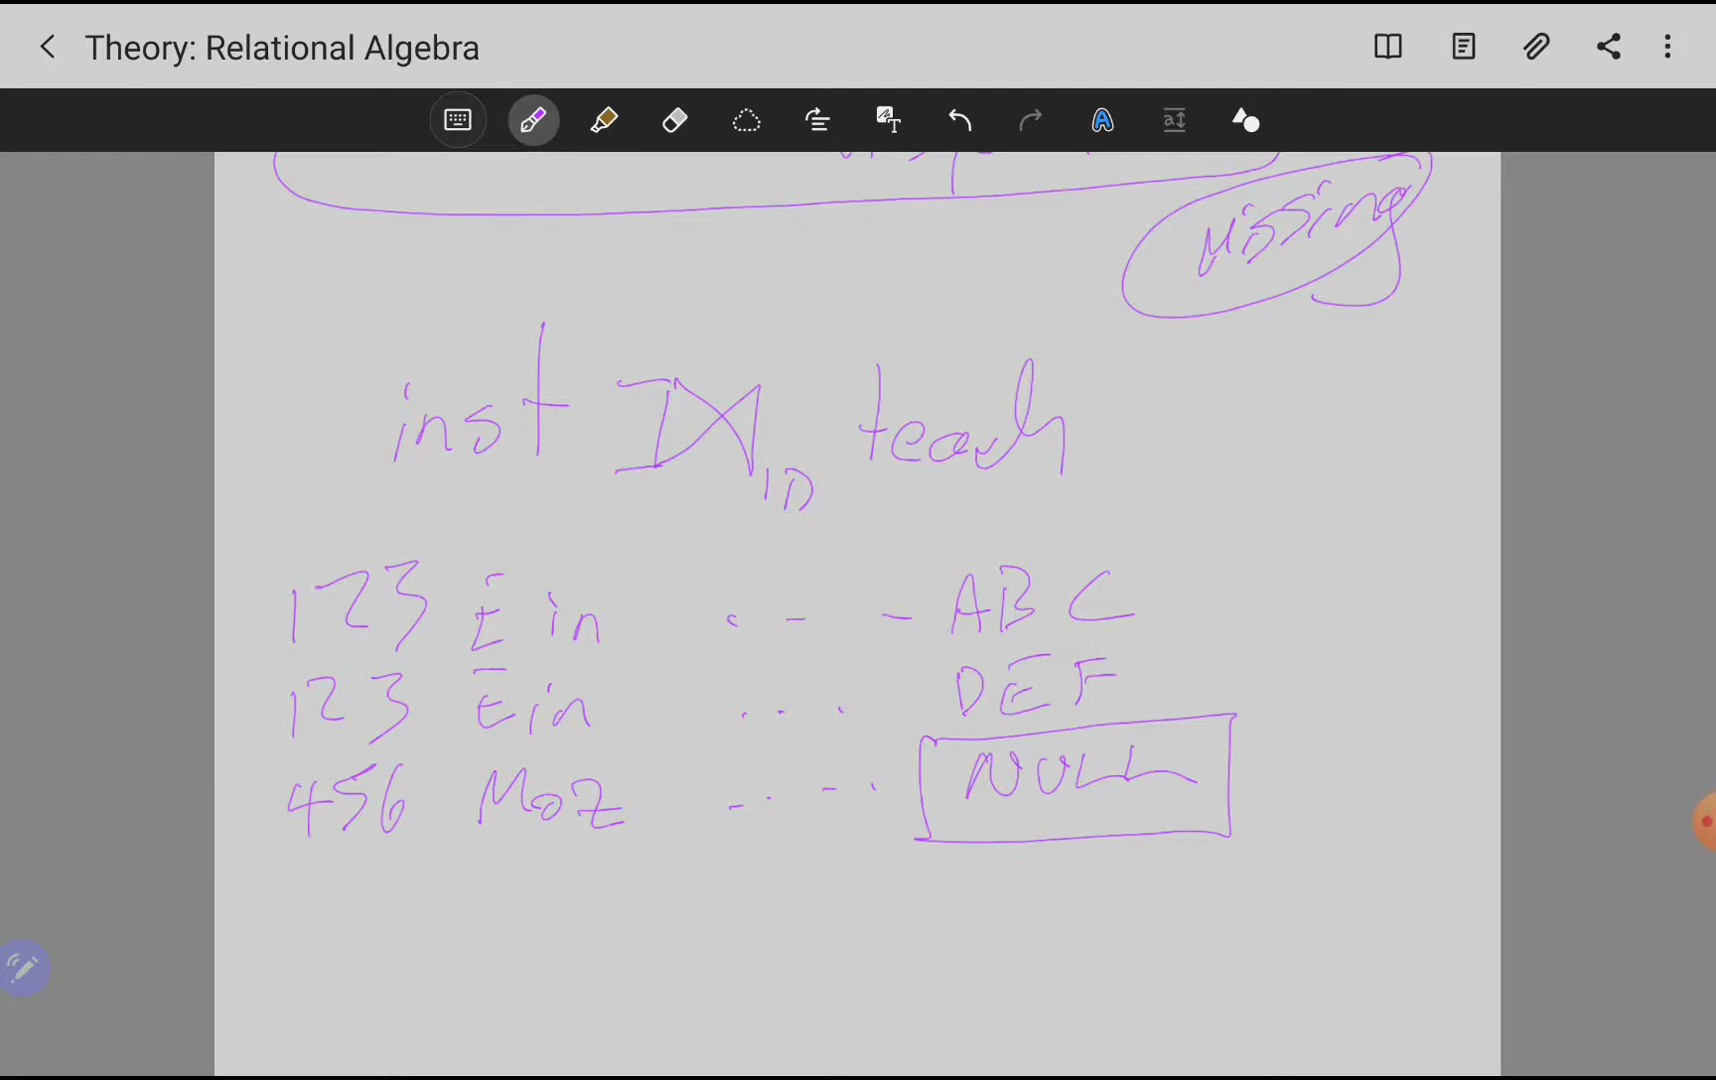 Theory: Relational Algebra
Missing
inst ⟕ ID teach
123 Ein ... ABC
123 Ein ... DEF
456 Moz .... NULL